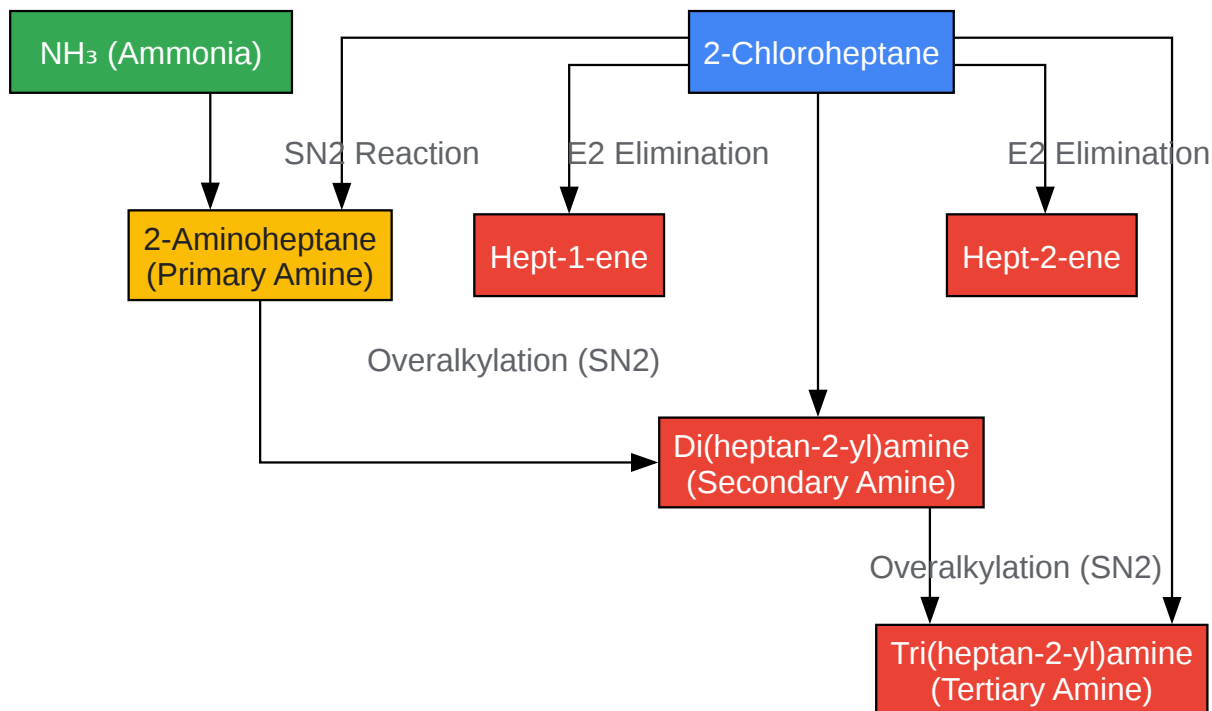 NH₃ (Ammonia)
2-Chloroheptane
SN2 Reaction
E2 Elimination
E2 Elimination
2-Aminoheptane
(Primary Amine)
Hept-1-ene
Hept-2-ene
Overalkylation (SN2)
Di(heptan-2-yl)amine
(Secondary Amine)
Overalkylation (SN2)
Tri(heptan-2-yl)amine
(Tertiary Amine)